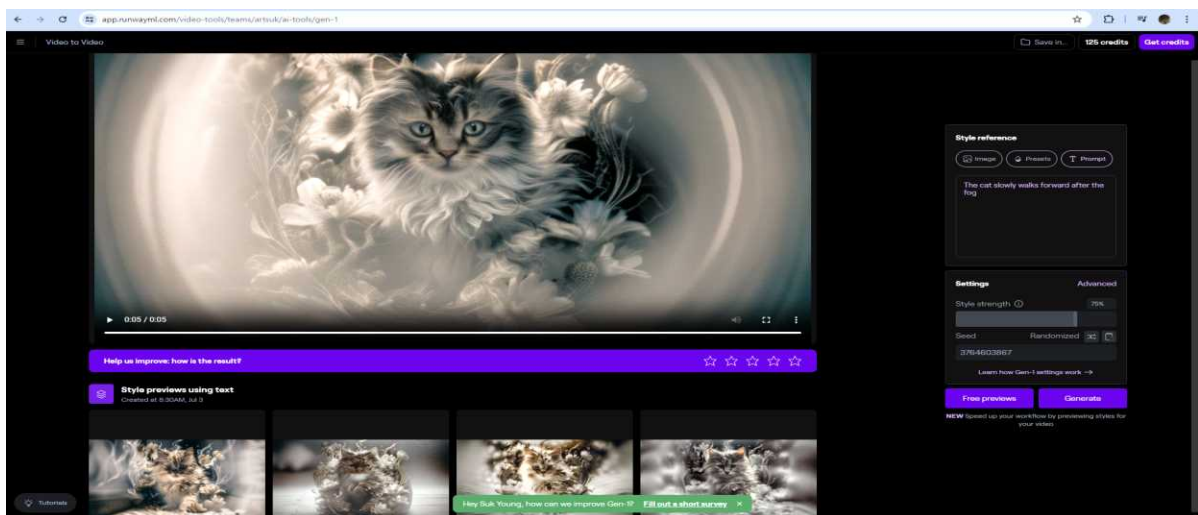 app.runwayml.com/video-tools/teams/artsuk/ai-tools/gen-1
Video to Video
Save in...
125 credits
Get credits
Style reference
Image
Presets
T Prompt
The cat slowly walks forward after the
fog
0:05 / 0:05
Settings
Advanced
Style strength
75%
Seed
Randomized
3764603867
Learn how Gen-1 settings work →
Help us improve: how is the result?
Free previews
Generate
NEW Speed up your workflow by previewing styles for
your video
Style previews using text
Created at 8:30AM, Jul 3
Tutorials
Hey Suk Young, how can we improve Gen-1? Fill out a short survey ×